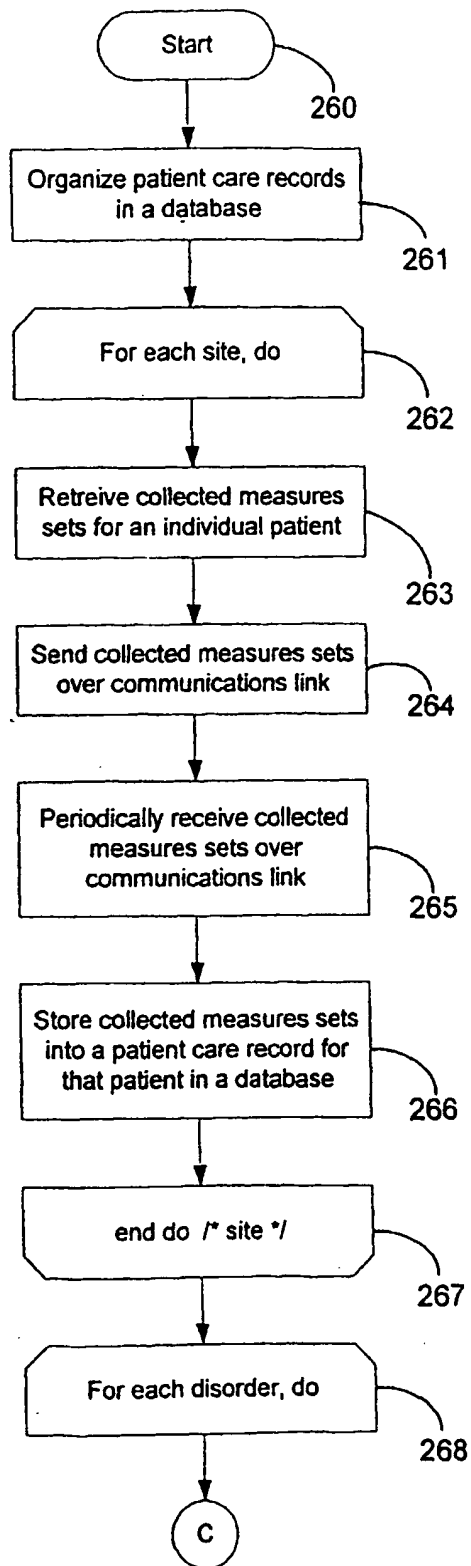 Start
260
Organize patient care records
in a database
261
For each site, do
262
Retreive collected measures
sets for an individual patient
263
Send collected measures sets
over communications link
264
Periodically receive collected
measures sets over
communications link
265
Store collected measures sets
into a patient care record for
that patient in a database
266
end do /* site */
267
For each disorder, do
268
C